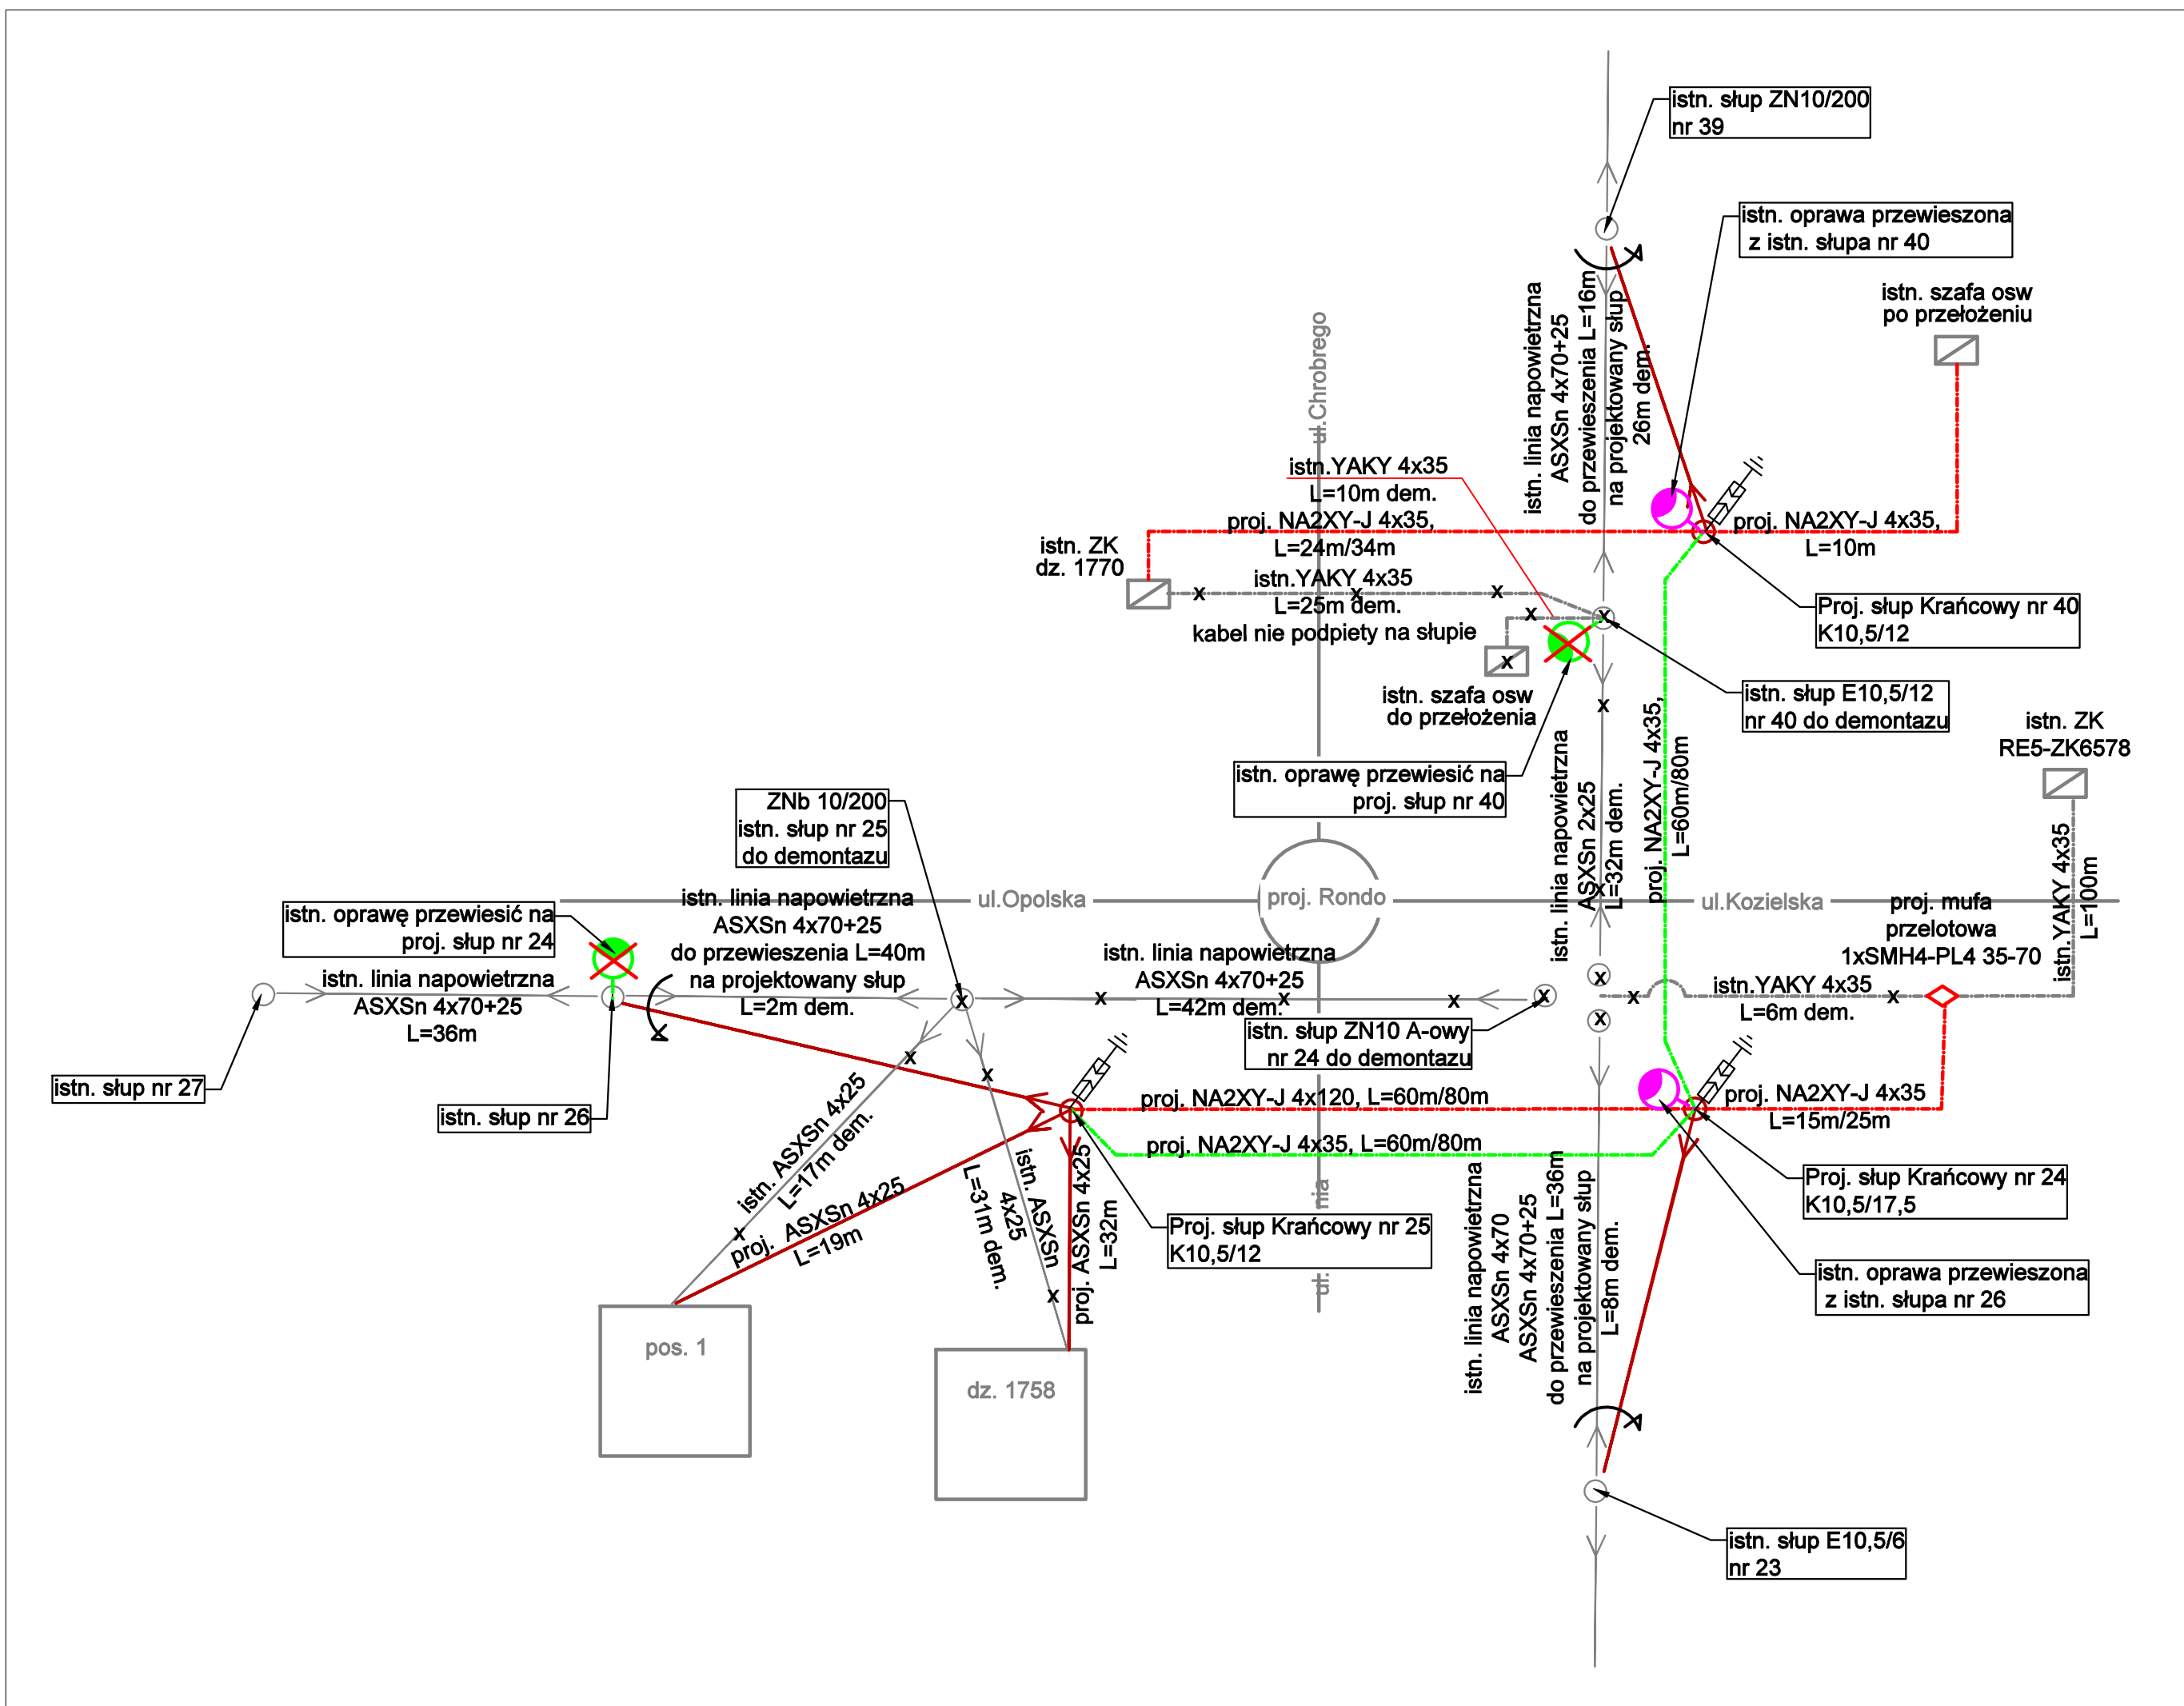 istn. słup ZN10/200
nr 39
istn. oprawa przewieszona
z istn. słupa nr 40
istn. szafa osw
po przełożeniu
istn. linia napowietrzna
ASXSn 4x70+25
do przewieszenia L=16m
na projektowany słup
26m dem.
ul.Chrobrego
istn.YAKY 4x35
L=10m dem.
proj. NA2XY-J 4x35,
L=24m/34m
proj. NA2XY-J 4x35,
L=10m
istn. ZK
dz. 1770
istn.YAKY 4x35
L=25m dem.
kabel nie podpiety na słupie
Proj. słup Krańcowy nr 40
K10,5/12
istn. szafa osw
do przełożenia
istn. słup E10,5/12
nr 40 do demontazu
istn. ZK
RE5-ZK6578
istn. oprawę przewiesić na
proj. słup nr 40
istn. linia napowietrzna
ASXSn 2x25
L=32m dem.
proj. NA2XY-J 4x35,
L=60m/80m
ZNb 10/200
istn. słup nr 25
do demontazu
istn.YAKY 4x35
L=100m
ul.Opolska
proj. Rondo
ul.Kozielska
proj. mufa
przelotowa
1xSMH4-PL4 35-70
istn. oprawę przewiesić na
proj. słup nr 24
istn. linia napowietrzna
ASXSn 4x70+25
do przewieszenia L=40m
na projektowany słup
L=2m dem.
istn. linia napowietrzna
ASXSn 4x70+25
L=42m dem.
istn. linia napowietrzna
ASXSn 4x70+25
L=36m
istn.YAKY 4x35
L=6m dem.
istn. słup ZN10 A-owy
nr 24 do demontazu
istn. słup nr 27
istn. słup nr 26
proj. NA2XY-J 4x120, L=60m/80m
proj. NA2XY-J 4x35
L=15m/25m
proj. NA2XY-J 4x35, L=60m/80m
istn. ASXSn 4x25
L=17m dem.
proj. ASXSn 4x25
L=19m
istn. ASXSn
4x25
L=31m dem.
proj. ASXSn 4x25
L=32m
Proj. słup Krańcowy nr 25
K10,5/12
Proj. słup Krańcowy nr 24
K10,5/17,5
istn. oprawa przewieszona
z istn. słupa nr 26
istn. linia napowietrzna
ASXSn 4x70
ASXSn 4x70+25
do przewieszenia L=36m
na projektowany słup
L=8m dem.
ul.
nia
pos. 1
dz. 1758
istn. słup E10,5/6
nr 23